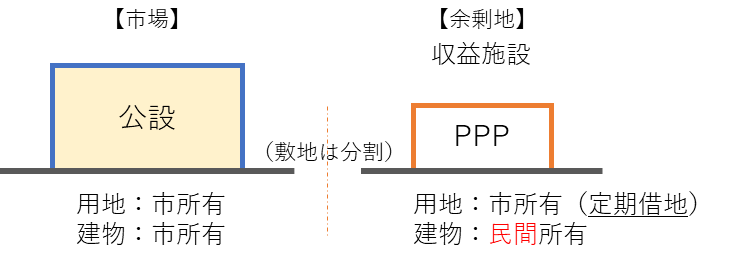 【市場】
公設
用地：市所有
建物：市所有
（敷地は分割）
【余剰地】
収益施設
PPP
用地：市所有（定期借地）
建物：民間所有